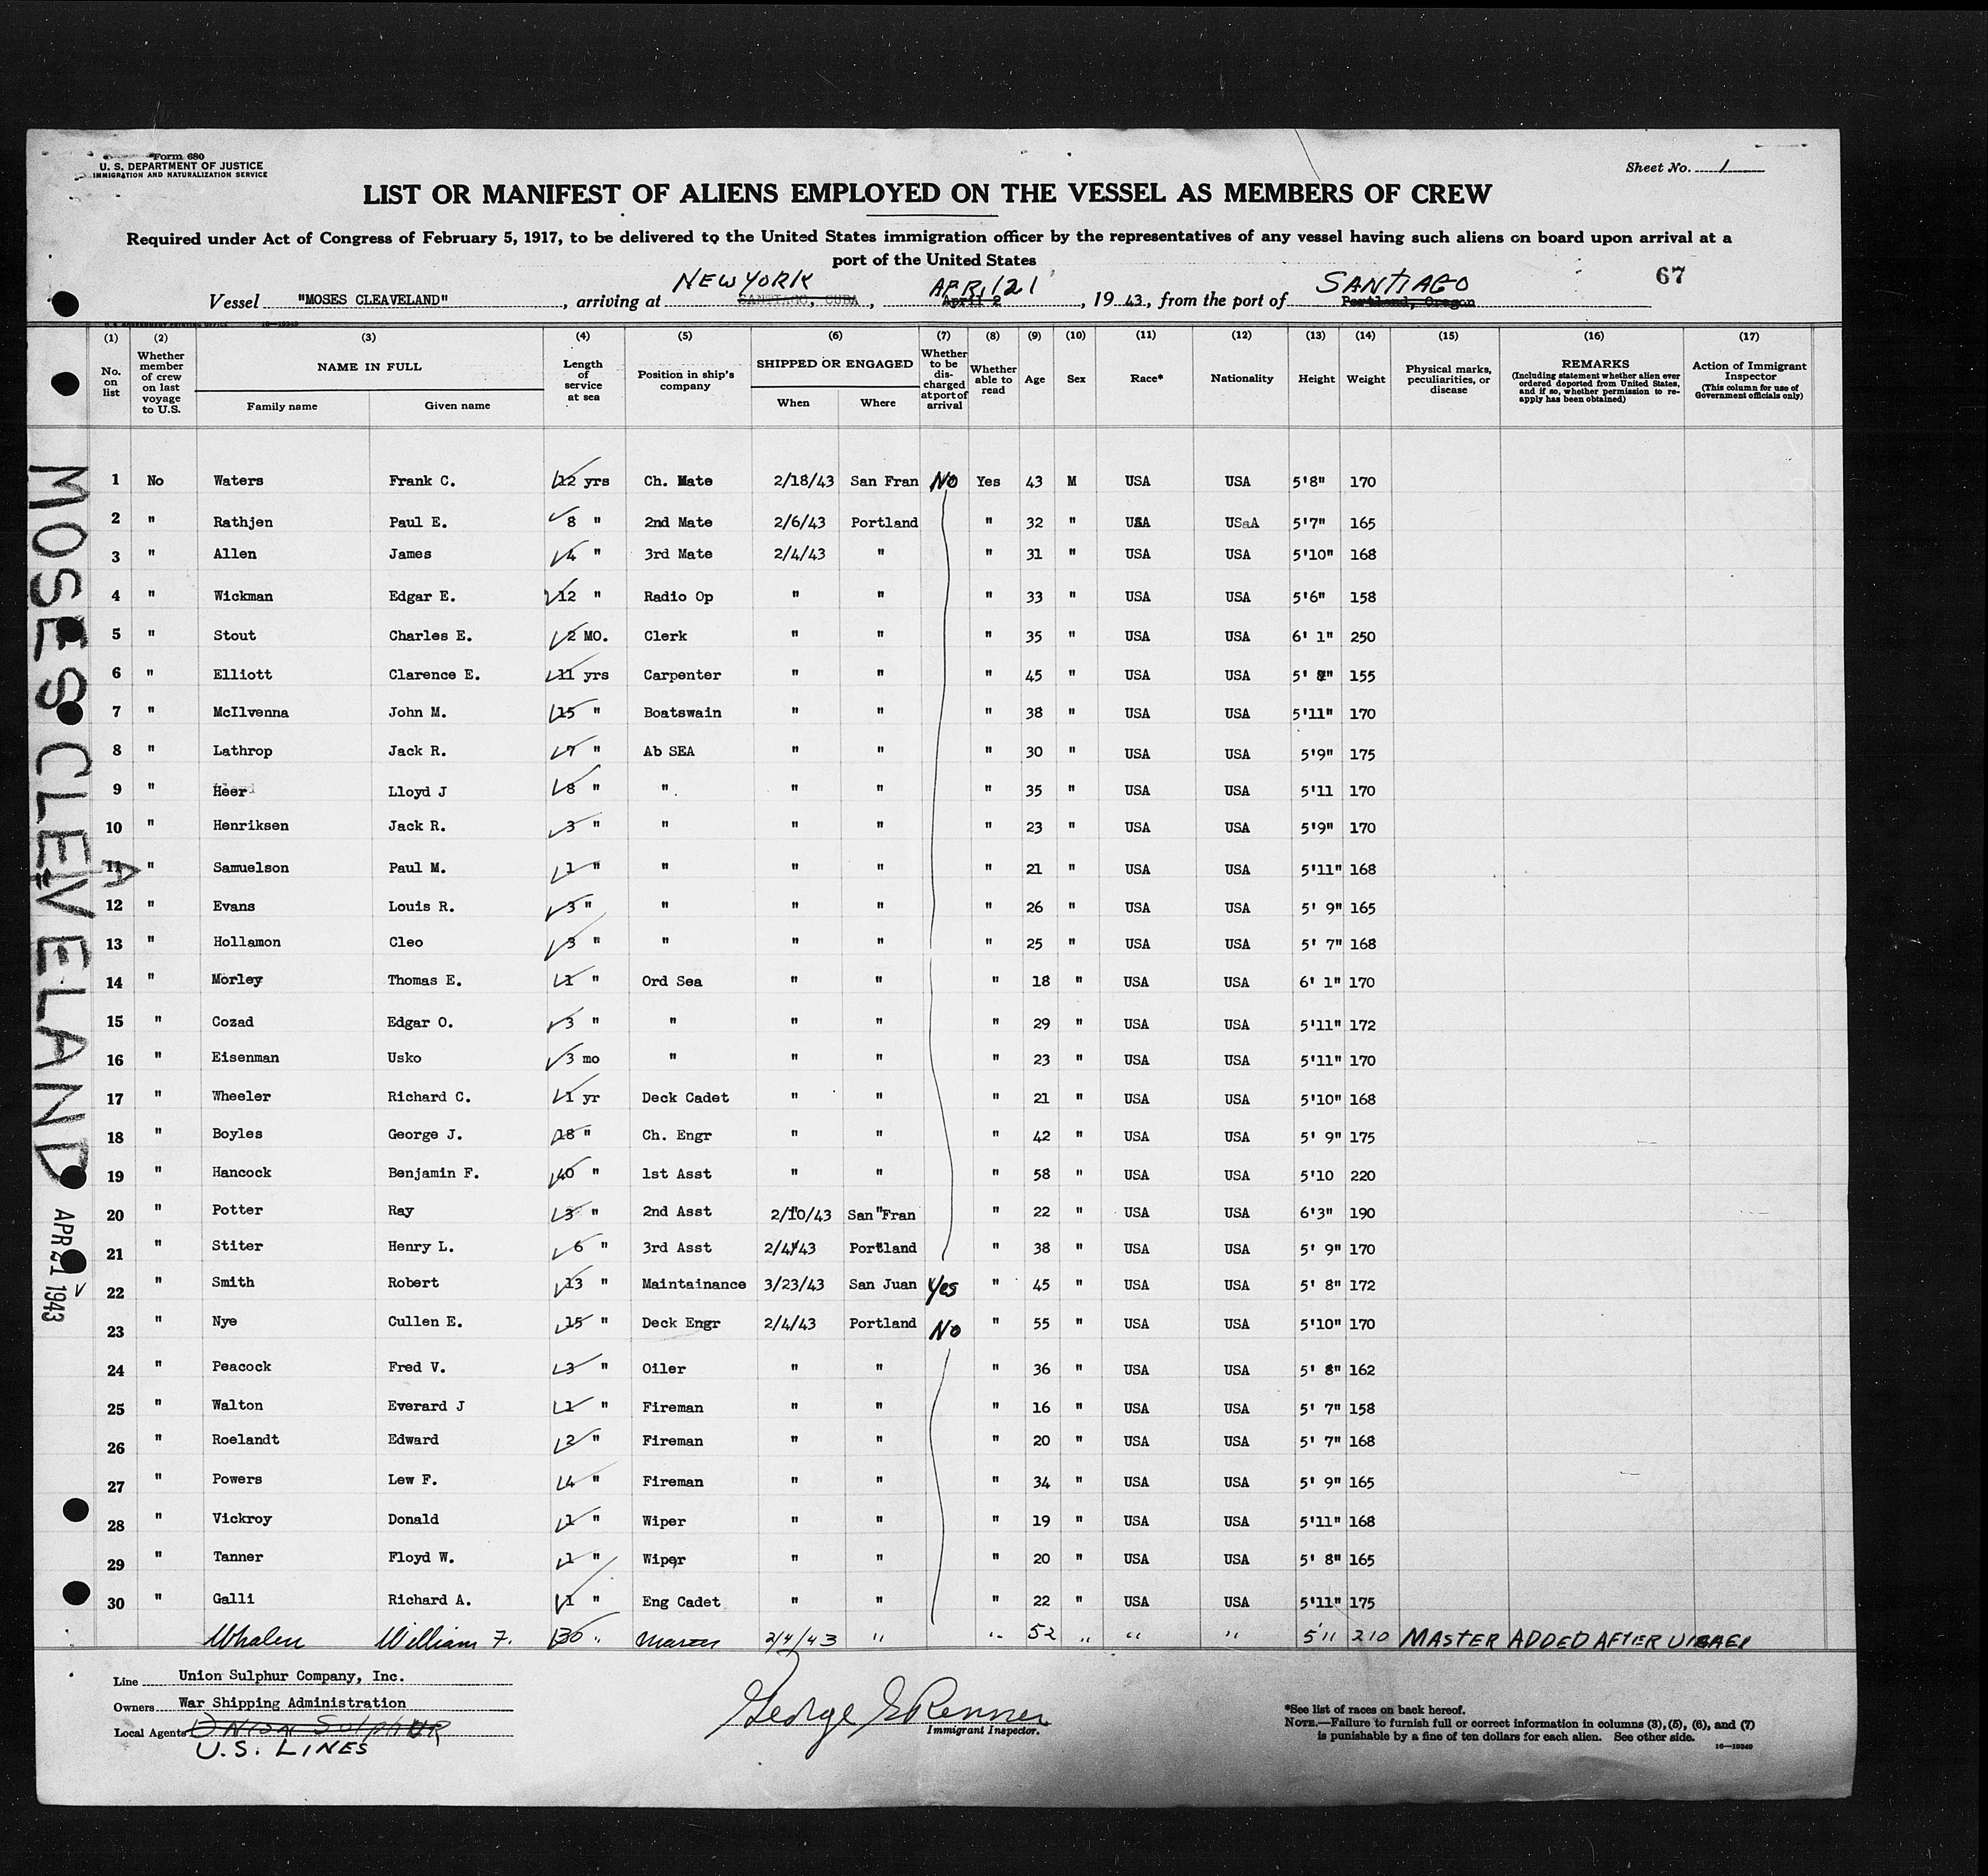 Form 680
U. S. DEPARTMENT OF JUSTICE
IMMIGRATION AND NATURALIZATION SERVICE
Sheet No. 1
LIST OR MANIFEST OF ALIENS EMPLOYED ON THE VESSEL AS MEMBERS OF CREW
Required under Act of Congress of February 5, 1917, to be delivered to the United States immigration officer by the representatives of any vessel having such aliens on board upon arrival at a
port of the United States
67
NEW YORK APRIL 21 SANTIAGO
Vessel "MOSES CLEAVELAND", arriving at SANTIAGO, CUBA, April 2, 1943., from the port of Portland, Oregon
(1) (2) (3) (4) (5) (6) (7) (8) (9) (10) (11) (12) (13) (14) (15) (16) (17)
No. on list
Whether member of crew on last voyage to U.S.
NAME IN FULL
Family name Given name
Length of service at sea
Position in ship's company
SHIPPED OR ENGAGED
When Where
Whether to be discharged at port of arrival
Whether able to read
Age
Sex
Race*
Nationality
Height
Weight
Physical marks, peculiarities, or disease
REMARKS
(Including statement whether alien ever ordered deported from United States, and if so, whether permission to reapply has been obtained)
Action of Immigrant Inspector
(This column for use of Government officials only)
1 No Waters Frank C. 12 yrs Ch. Mate 2/18/43 San Fran No Yes 43 M USA USA 5'8" 170
2 " Rathjen Paul E. 8 " 2nd Mate 2/6/43 Portland " 32 " USA USaA 5'7" 165
3 " Allen James 4 " 3rd Mate 2/4/43 " " 31 " USA USA 5'10" 168
4 " Wickman Edgar E. 12 " Radio Op " " " 33 " USA USA 5'6" 158
5 " Stout Charles E. 2 MO. Clerk " " " 35 " USA USA 6' 1" 250
6 " Elliott Clarence E. 11 yrs Carpenter " " " 45 " USA USA 5' 155
7 " McIlvenna John M. 15 " Boatswain " " " 38 " USA USA 5'11" 170
8 " Lathrop Jack R. 7 " Ab SEA " " " 30 " USA USA 5'9" 175
9 " Heer Lloyd J 8 " " " " " 35 " USA USA 5'11 170
10 " Henriksen Jack R. 3 " " " " " 23 " USA USA 5'9" 170
11 " Samuelson Paul M. 1 " " " " " 21 " USA USA 5'11" 168
12 " Evans Louis R. 3 " " " " " 26 " USA USA 5' 9" 165
13 " Hollamon Cleo 3 " " " " " 25 " USA USA 5' 7" 168
14 " Morley Thomas E. 1 " Ord Sea " " " 18 " USA USA 6' 1" 170
15 " Cozad Edgar O. 3 " " " " " 29 " USA USA 5'11" 172
16 " Eisenman Usko 3 mo " " " " 23 " USA USA 5'11" 170
17 " Wheeler Richard C. 1 yr Deck Cadet " " " 21 " USA USA 5'10" 168
18 " Boyles George J. 18 " Ch. Engr " " " 42 " USA USA 5' 9" 175
19 " Hancock Benjamin F. 40 " 1st Asst " " " 58 " USA USA 5'10 220
20 " Potter Ray 3 " 2nd Asst 2/10/43 San Fran " 22 " USA USA 6'3" 190
21 " Stiter Henry L. 6 " 3rd Asst 2/4/43 Portland " 38 " USA USA 5' 9" 170
22 " Smith Robert 13 " Maintainance 3/23/43 San Juan Yes " 45 " USA USA 5' 8" 172
23 " Nye Cullen E. 15 " Deck Engr 2/4/43 Portland No " 55 " USA USA 5'10" 170
24 " Peacock Fred V. 3 " Oiler " " " 36 " USA USA 5' 8" 162
25 " Walton Everard J 1 " Fireman " " " 16 " USA USA 5' 7" 158
26 " Roelandt Edward 2 " Fireman " " " 20 " USA USA 5' 7" 168
27 " Powers Lew F. 4 " Fireman " " " 34 " USA USA 5' 9" 165
28 " Vickroy Donald 1 " Wiper " " " 19 " USA USA 5'11" 168
29 " Tanner Floyd W. 1 " Wiper " " " 20 " USA USA 5' 8" 165
30 " Galli Richard A. 1 " Eng Cadet " " " 22 " USA USA 5'11" 175
Whalen William F. 30 " Master 2/4/43 " " 52 " " " 5'11 210 MASTER ADDED AFTER
MOSES CLEAVELAND
APR 21 1943
Line Union Sulphur Company, Inc.
Owners War Shipping Administration
Local Agents Union Sulphur
U.S. LINES
George E Renner
Immigrant Inspector.
*See list of races on back hereof.
NOTE.—Failure to furnish full or correct information in columns (3), (5), (6), and (7)
is punishable by a fine of ten dollars for each alien. See other side.
16—19349